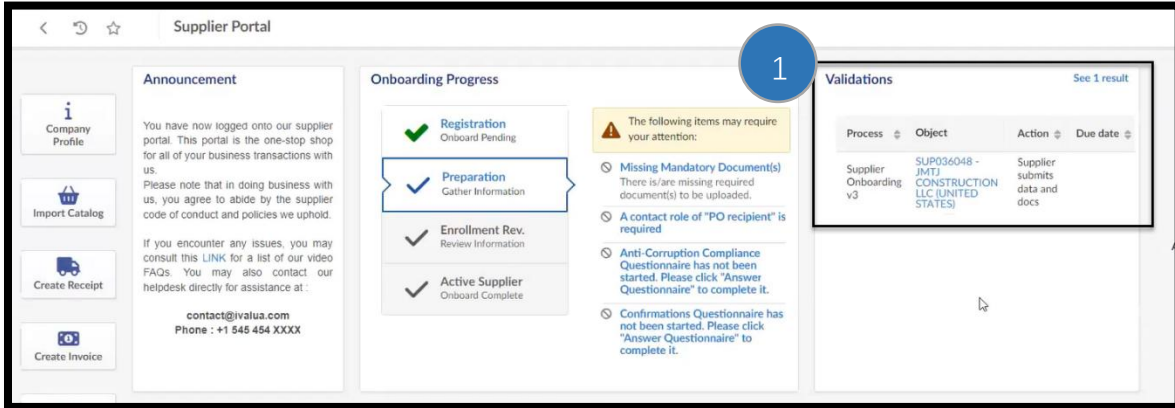 Supplier Portal
i
Company
Profile
Import Catalog
Create Receipt
Create Invoice
Announcement
You have now logged onto our supplier
portal. This portal is the one-stop shop
for all of your business transactions with
us.
Please note that in doing business with
us, you agree to abide by the supplier
code of conduct and policies we uphold.
If you encounter any issues, you may
consult this LINK for a list of our video
FAQs. You may also contact our
helpdesk directly for assistance at :
contact@ivalua.com
Phone : +1 545 454 XXXX
Onboarding Progress
Registration
Onboard Pending
Preparation
Gather Information
Enrollment Rev.
Review Information
Active Supplier
Onboard Complete
The following items may require
your attention:
Missing Mandatory Document(s)
There is/are missing required
document(s) to be uploaded.
A contact role of "PO recipient" is
required
Anti-Corruption Compliance
Questionnaire has not been
started. Please click "Answer
Questionnaire" to complete it.
Confirmations Questionnaire has
not been started. Please click
"Answer Questionnaire" to
complete it.
1
Validations
See 1 result
Process Object Action Due date
Supplier
Onboarding
v3
SUP036048 -
JMTJ
CONSTRUCTION
LLC (UNITED
STATES)
Supplier
submits
data and
docs